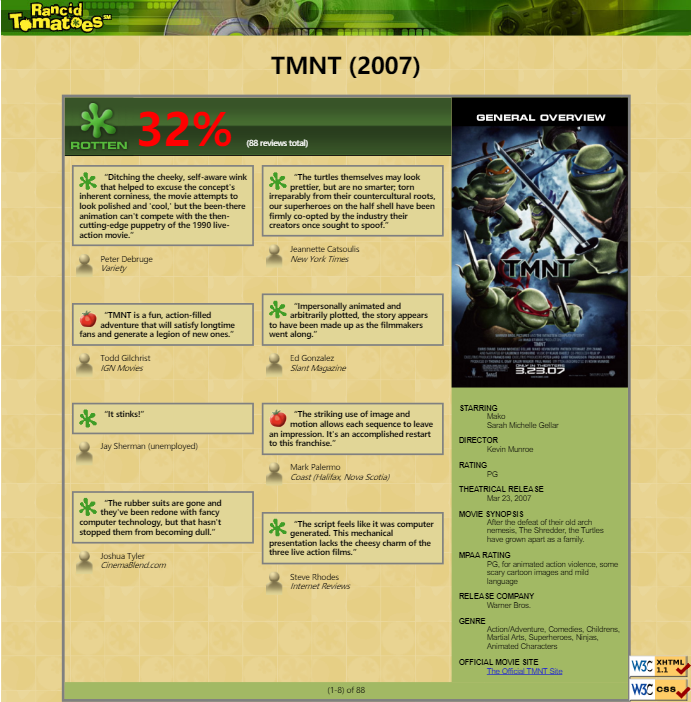 Rancid
TomatoesSM
TMNT (2007)
32%
ROTTEN
(88 reviews total)
"Ditching the cheeky, self-aware wink
that helped to excuse the concept's
inherent corniness, the movie attempts to
look polished and 'cool,' but the been-there
animation can't compete with the then-
cutting-edge puppetry of the 1990 live-
action movie."
Peter Debruge
Variety
"TMNT is a fun, action-filled
adventure that will satisfy longtime
fans and generate a legion of new ones."
Todd Gilchrist
IGN Movies
"It stinks!"
Jay Sherman (unemployed)
"The rubber suits are gone and
they've been redone with fancy
computer technology, but that hasn't
stopped them from becoming dull."
Joshua Tyler
CinemaBlend.com
"The turtles themselves may look
prettier, but are no smarter; torn
irreparably from their countercultural roots,
our superheroes on the half shell have been
firmly co-opted by the industry their
creators once sought to spoof."
Jeannette Catsoulis
New York Times
"Impersonally animated and
arbitrarily plotted, the story appears
to have been made up as the filmmakers
went along."
Ed Gonzalez
Slant Magazine
"The striking use of image and
motion allows each sequence to leave
an impression. It's an accomplished restart
to this franchise."
Mark Palermo
Coast (Halifax, Nova Scotia)
"The script feels like it was computer
generated. This mechanical
presentation lacks the cheesy charm of the
three live action films."
Steve Rhodes
Internet Reviews
GENERAL OVERVIEW
TMNT
TMNT
ONLY IN THEATRES
3.23.07
STARRING
Mako
Sarah Michelle Gellar
DIRECTOR
Kevin Munroe
RATING
PG
THEATRICAL RELEASE
Mar 23, 2007
MOVIE SYNOPSIS
After the defeat of their old arch
nemesis, The Shredder, the Turtles
have grown apart as a family.
MPAA RATING
PG, for animated action violence, some
scary cartoon images and mild
language
RELEASE COMPANY
Warner Bros.
GENRE
Action/Adventure, Comedies, Childrens,
Martial Arts, Superheroes, Ninjas,
Animated Characters
OFFICIAL MOVIE SITE
The Official TMNT Site
(1-8) of 88
W3C XHTML 1.1
W3C css